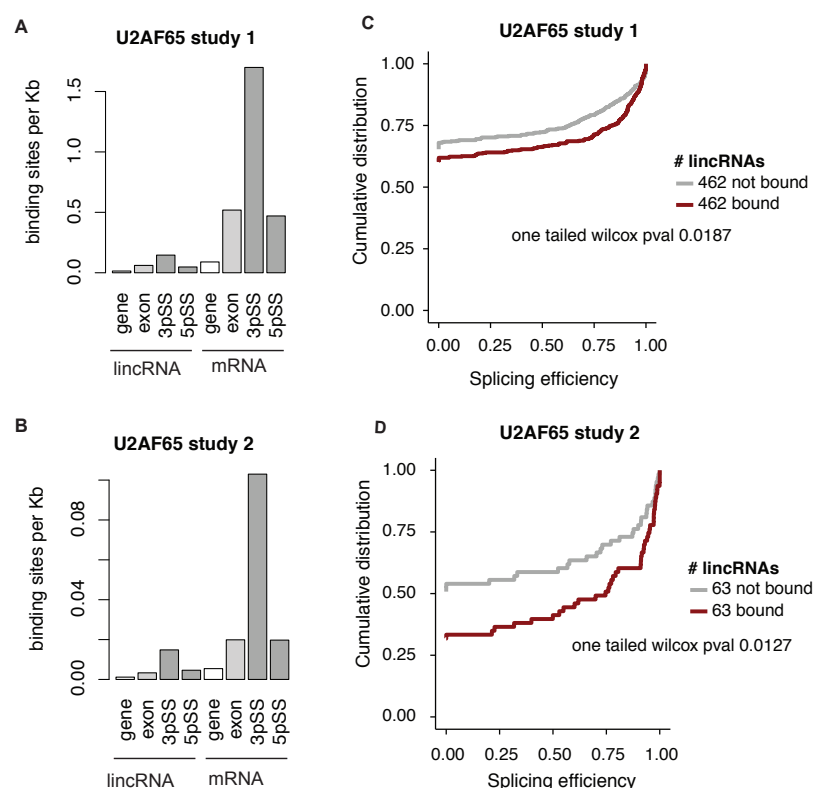 A
U2AF65 study 1
binding sites per Kb
1.5
1.0
0.5
0.0
gene
exon
3pSS
5pSS
gene
exon
3pSS
5pSS
lincRNA
mRNA
C
U2AF65 study 1
Cumulative distribution
1.00
0.75
0.50
0.25
0.00
# lincRNAs
462 not bound
462 bound
one tailed wilcox pval 0.0187
0.00 0.25 0.50 0.75 1.00
Splicing efficiency
B
U2AF65 study 2
binding sites per Kb
0.08
0.04
0.00
gene
exon
3pSS
5pSS
gene
exon
3pSS
5pSS
lincRNA
mRNA
D
U2AF65 study 2
Cumulative distribution
1.00
0.75
0.50
0.25
0.00
# lincRNAs
63 not bound
63 bound
one tailed wilcox pval 0.0127
0.00 0.25 0.50 0.75 1.00
Splicing efficiency